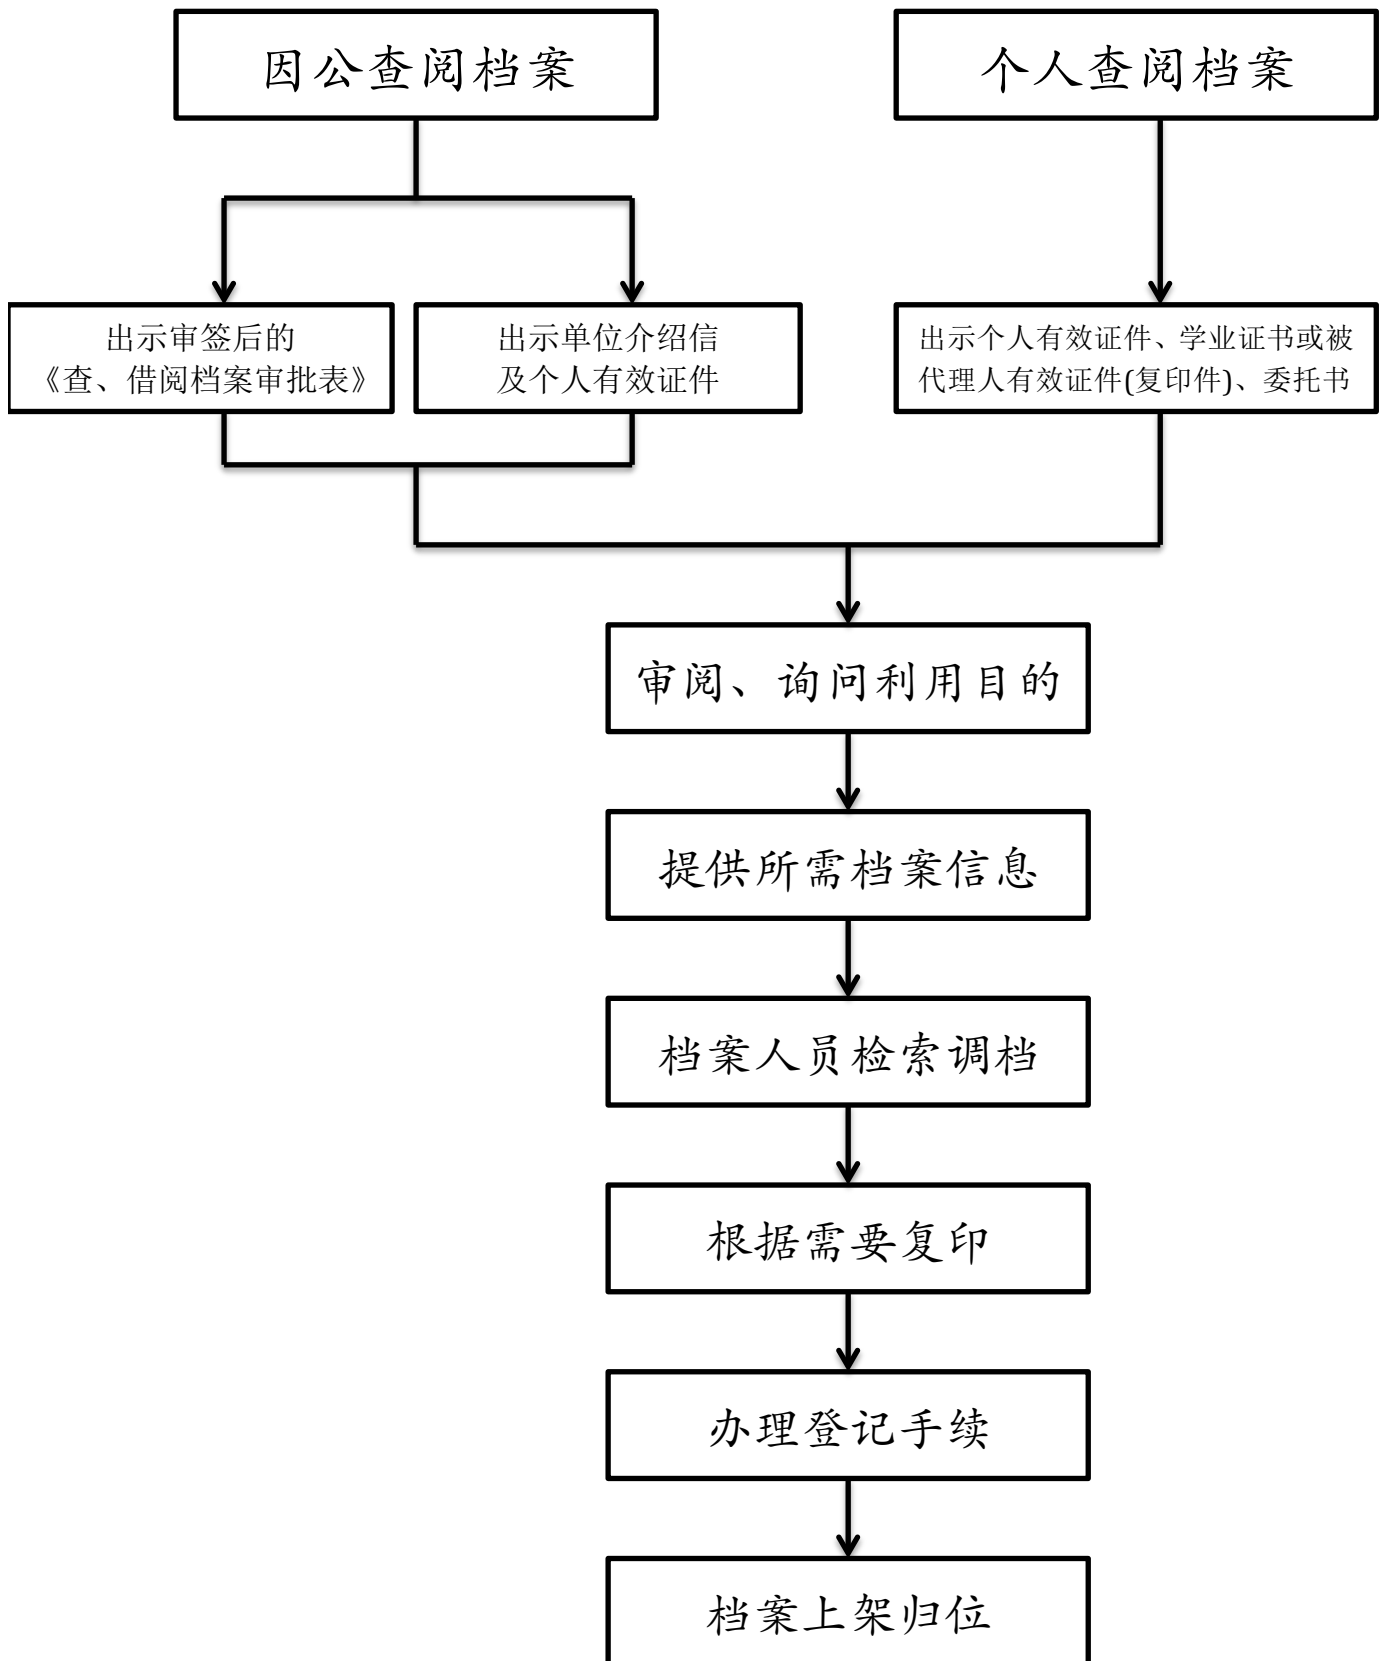 因公查阅档案
个人查阅档案
出示审签后的
《查、借阅档案审批表》
出示单位介绍信
及个人有效证件
出示个人有效证件、学业证书或被
代理人有效证件(复印件)、委托书
审阅、询问利用目的
提供所需档案信息
档案人员检索调档
根据需要复印
办理登记手续
档案上架归位